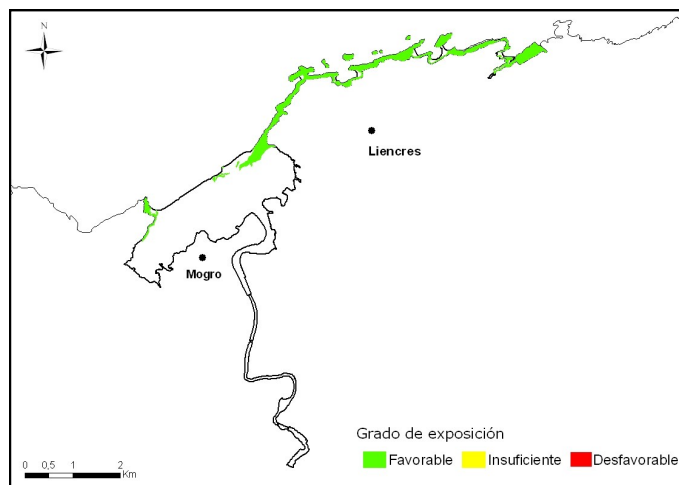 N
Liencres
Mogro
Grado de exposición
Favorable Insuficiente Desfavorable
0 0,5 1 2
Km